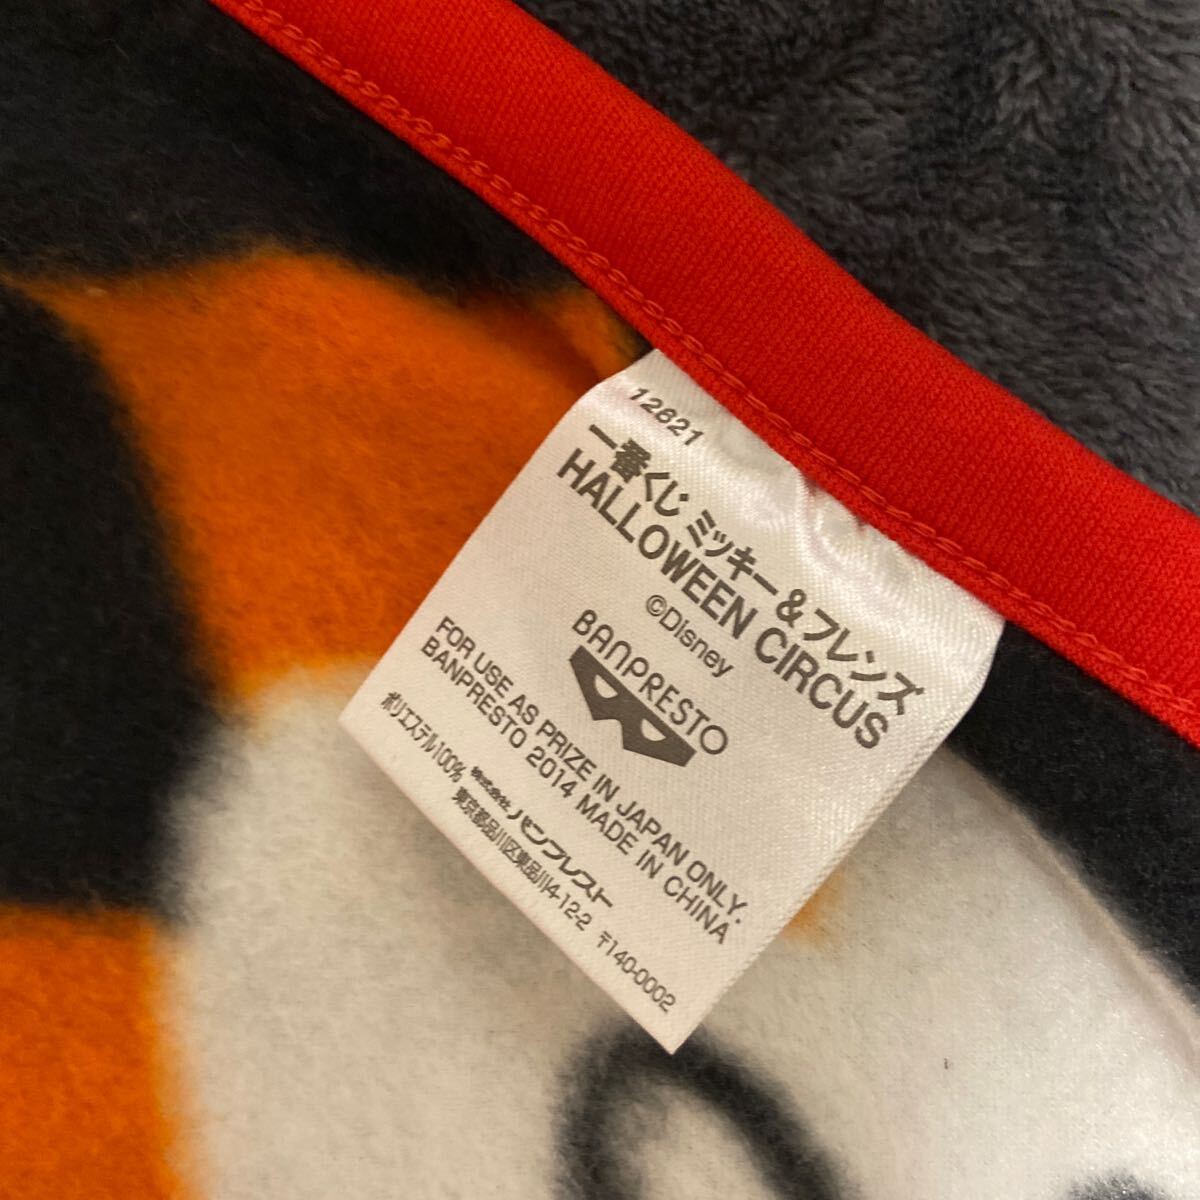 12621
一番くじ ミッキー&フレンズ
HALLOWEEN CIRCUS
©Disney
BANPRESTO
FOR USE AS PRIZE IN JAPAN ONLY.
BANPRESTO 2014 MADE IN CHINA
ポリエステル100% 株式会社 バンプレスト
東京都品川区東品川4-12-2 〒140-0002